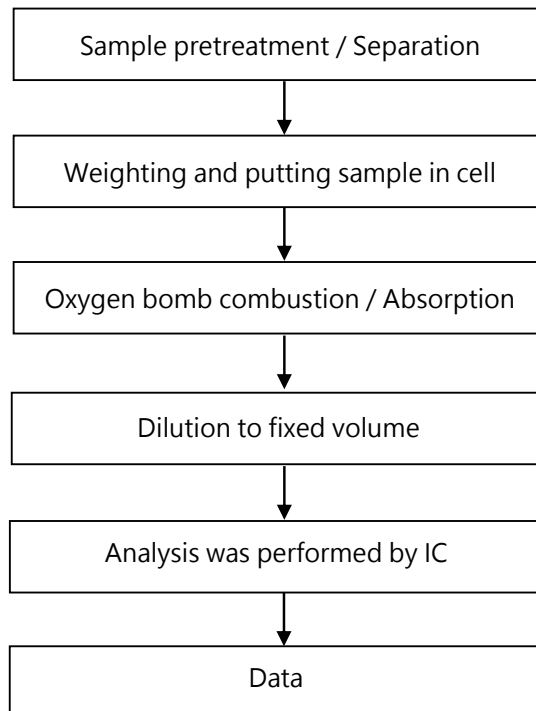 Sample pretreatment / Separation
Weighting and putting sample in cell
Oxygen bomb combustion / Absorption
Dilution to fixed volume
Analysis was performed by IC
Data